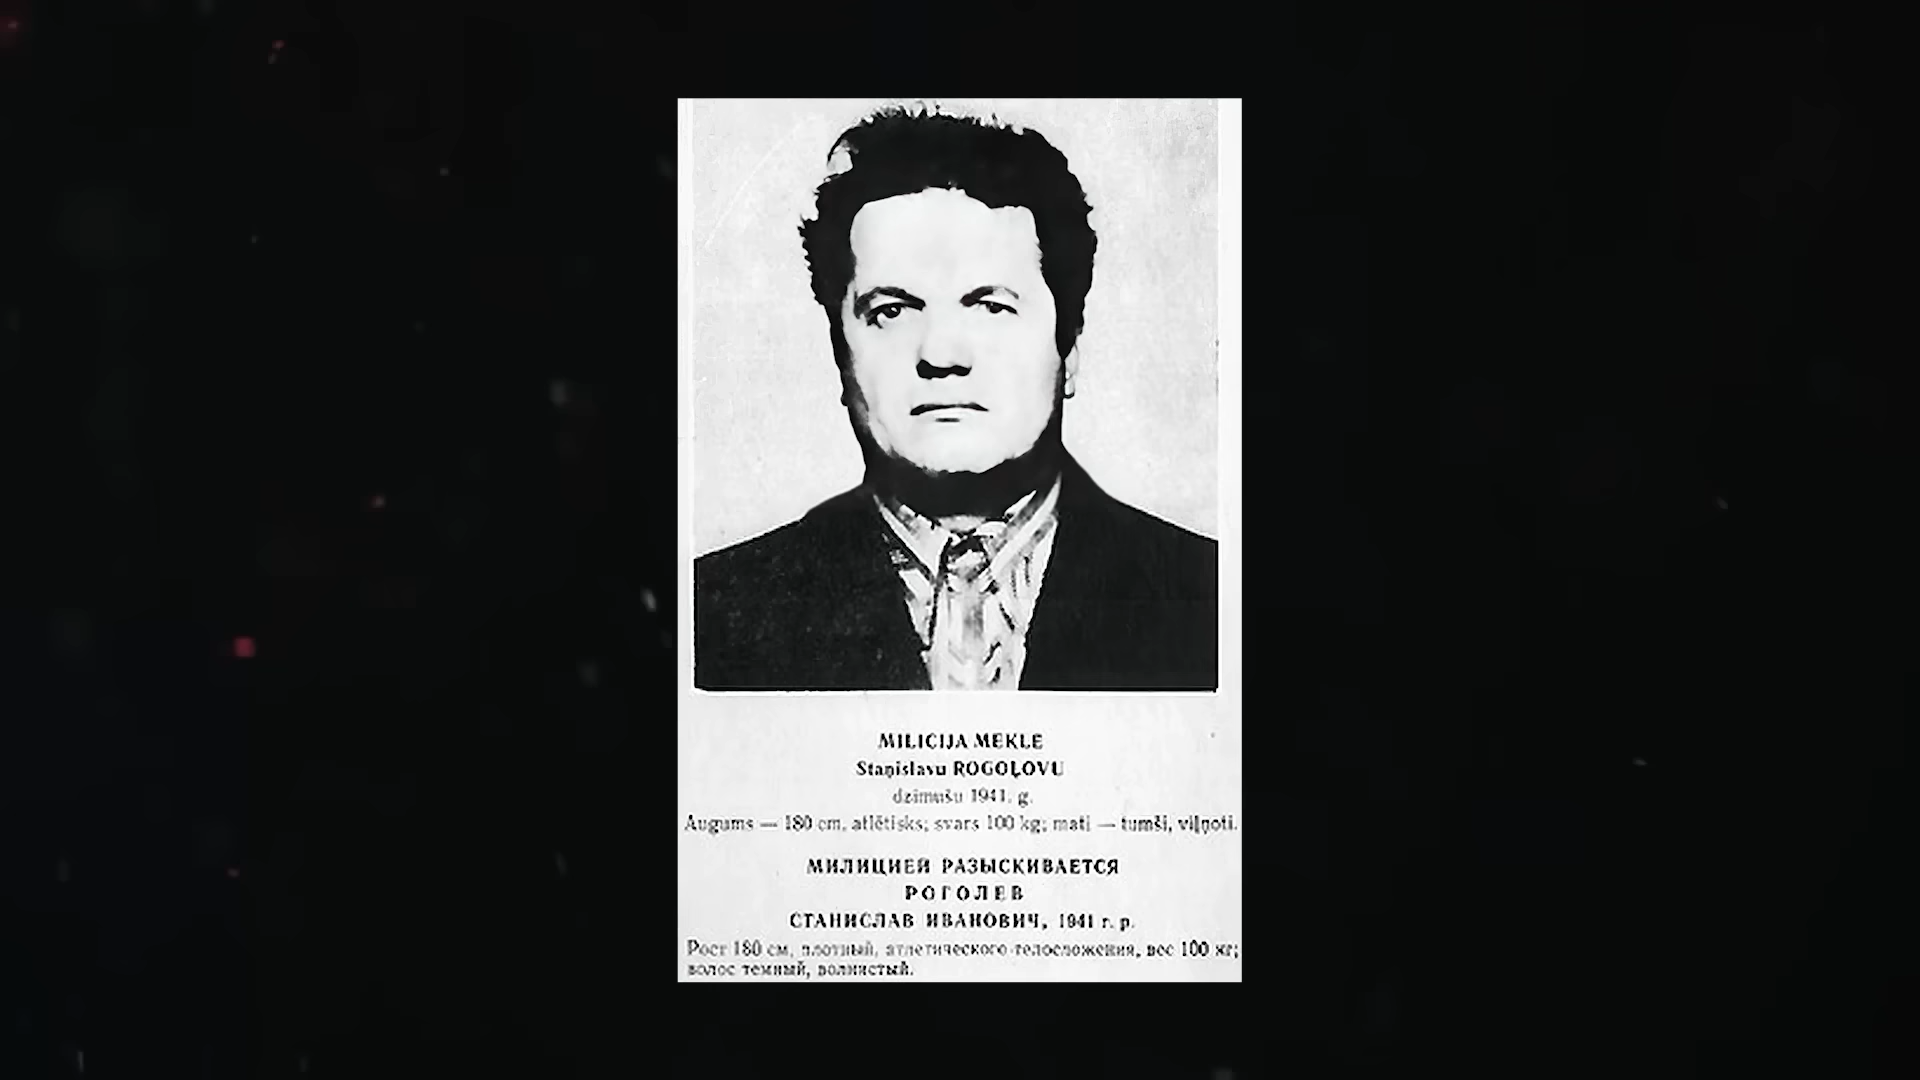 MILICIJA MEKLE
Staņislavu ROGOĻOVU
dzimušu 1941. g.
Augums — 180 cm, atlētisks; svars 100 kg; mati — tumši, viļņoti.
МИЛИЦИЕЙ РАЗЫСКИВАЕТСЯ
РОГОЛЕВ
СТАНИСЛАВ ИВАНОВИЧ, 1941 г. р.
Рост 180 см, плотный, атлетического телосложения, вес 100 кг;
волос темный, волнистый.